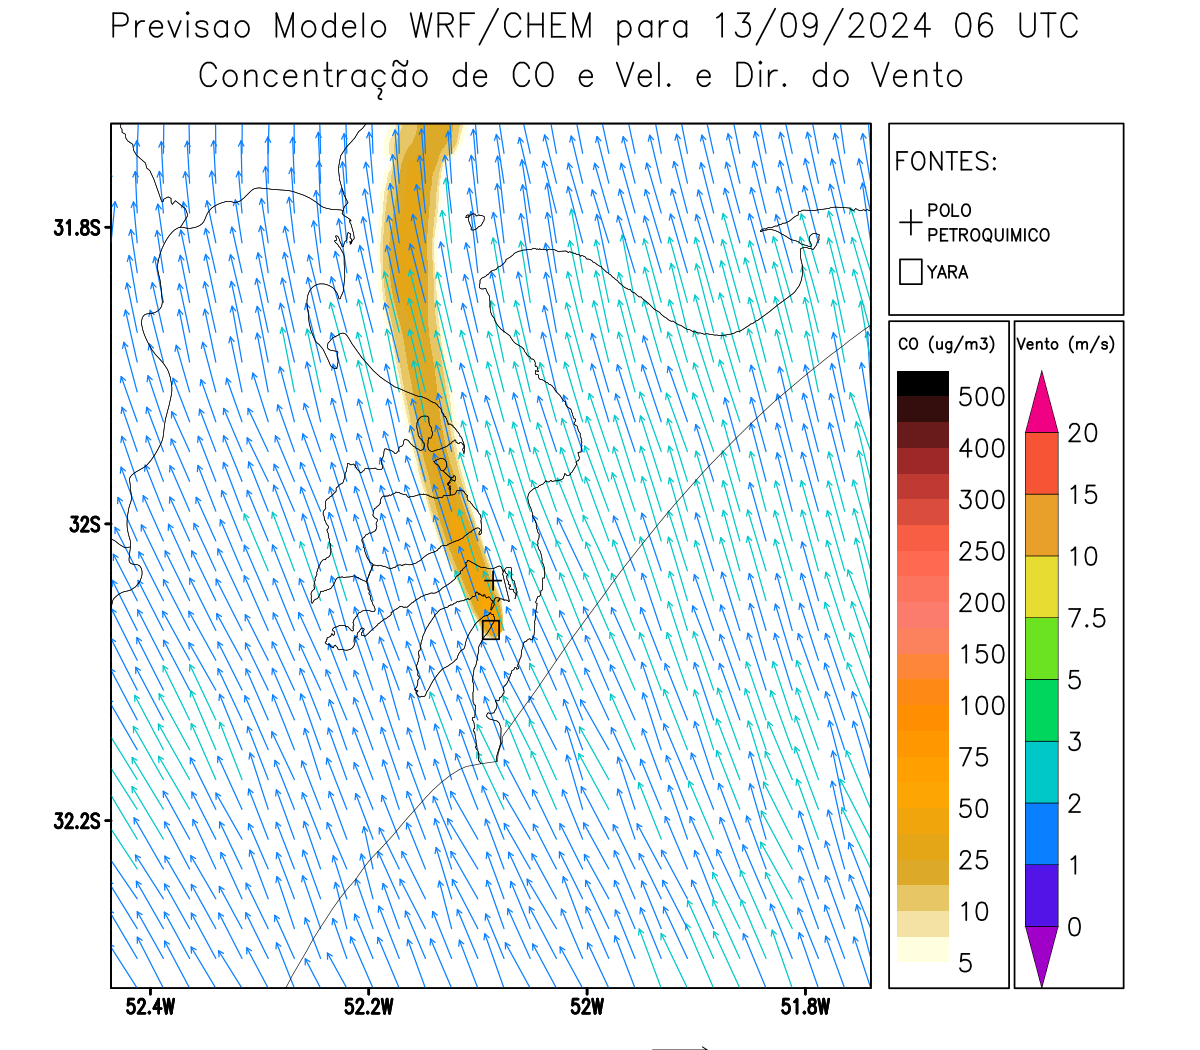 Previsao Modelo WRF/CHEM para 13/09/2024 06 UTC
Concentração de CO e Vel. e Dir. do Vento
FONTES:
POLO
PETROQUIMICO
YARA
31.8S
32S
32.2S
52.4W
52.2W
52W
51.8W
CO (ug/m3)
500
400
300
250
200
150
100
75
50
25
10
5
Vento (m/s)
20
15
10
7.5
5
3
2
1
0